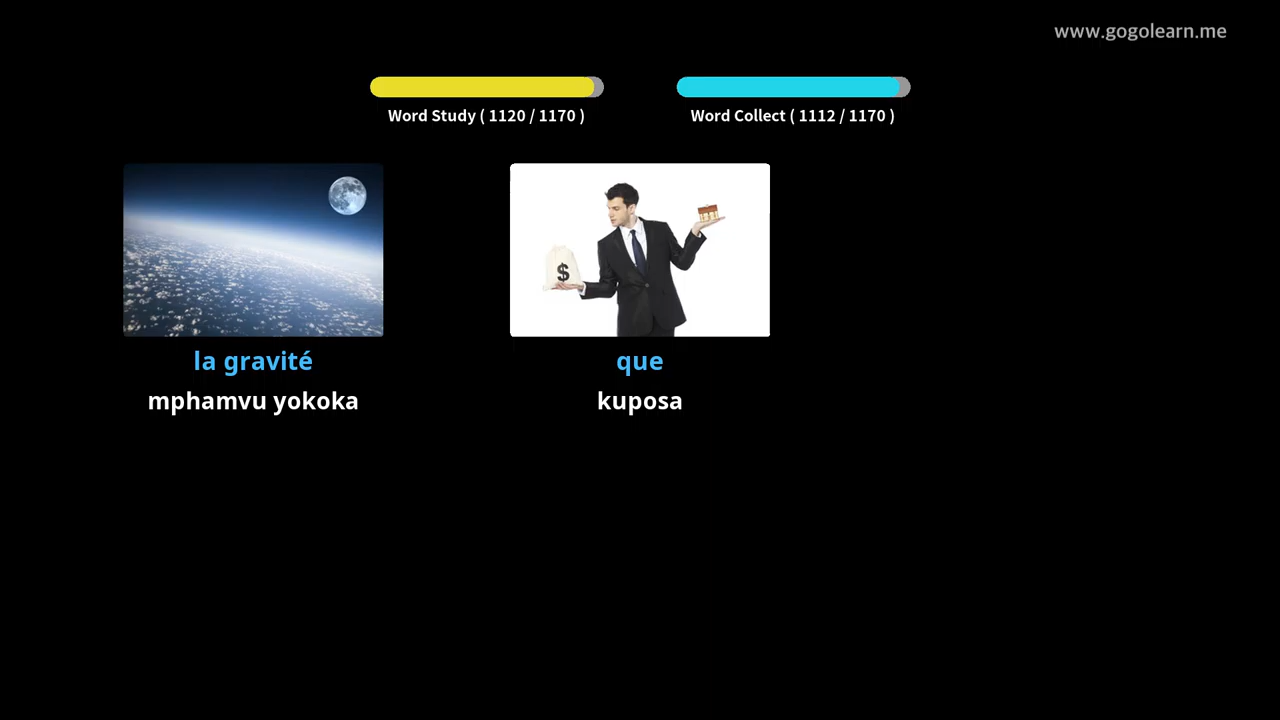 www.gogolearn.me
Word Study ( 1120 / 1170 )
Word Collect ( 1112 / 1170 )
$
la gravité
que
mphamvu yokoka
kuposa